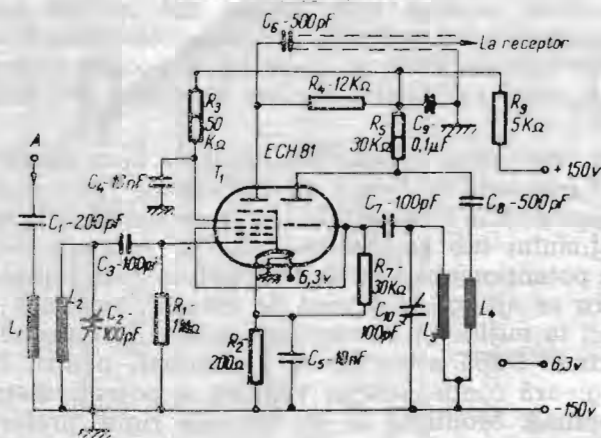 C6-500pF
La receptor
R4-12KΩ
R3
50
KΩ
R5
30KΩ
C9-
0,1µF
R9
5KΩ
+150v
A
ECH 81
T1
C4-10nF
C7-100pF
C8-500pF
C1-200pF
C3-100pF
6,3v
R7-
30KΩ
L1
L2
C2-
100pF
R1-
1MΩ
C10
100pF
L3
L4
R2-
200Ω
C5-10nF
6,3v
-150v